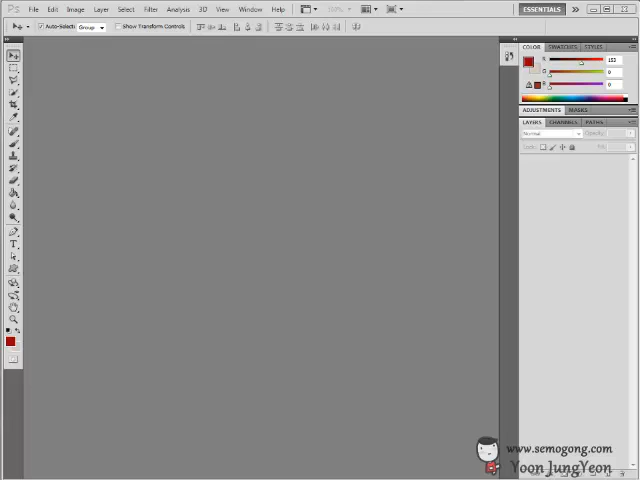 Ps File Edit Image Layer Select Filter Analysis 3D View Window Help 100% ESSENTIALS
Auto-Select: Group Show Transform Controls
COLOR SWATCHES STYLES
R 153
G 0
B 0
ADJUSTMENTS MASKS
LAYERS CHANNELS PATHS
Normal Opacity:
Lock: Fill:
www.semogong.com
Yoon JungYeon